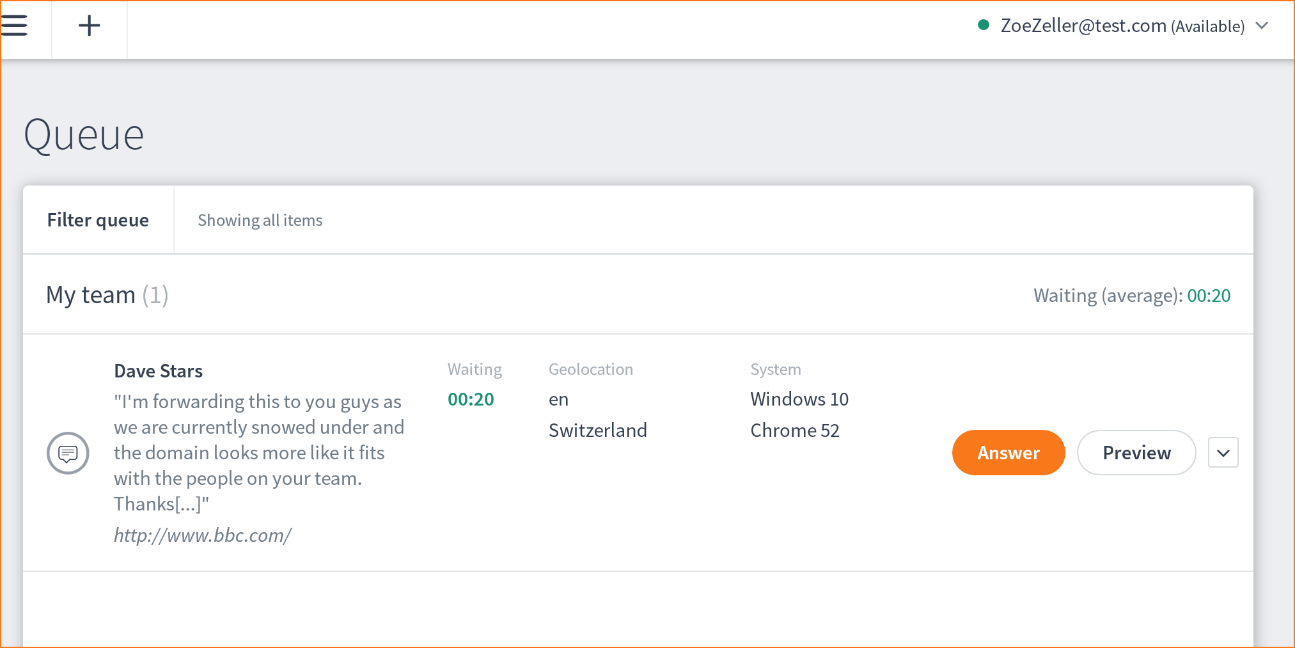 ZoeZeller@test.com (Available)
Queue
Filter queue
Showing all items
My team (1)
Waiting (average): 00:20
Dave Stars
"I'm forwarding this to you guys as
we are currently snowed under and
the domain looks more like it fits
with the people on your team.
Thanks[...]"
http://www.bbc.com/
Waiting
00:20
Geolocation
en
Switzerland
System
Windows 10
Chrome 52
Answer
Preview